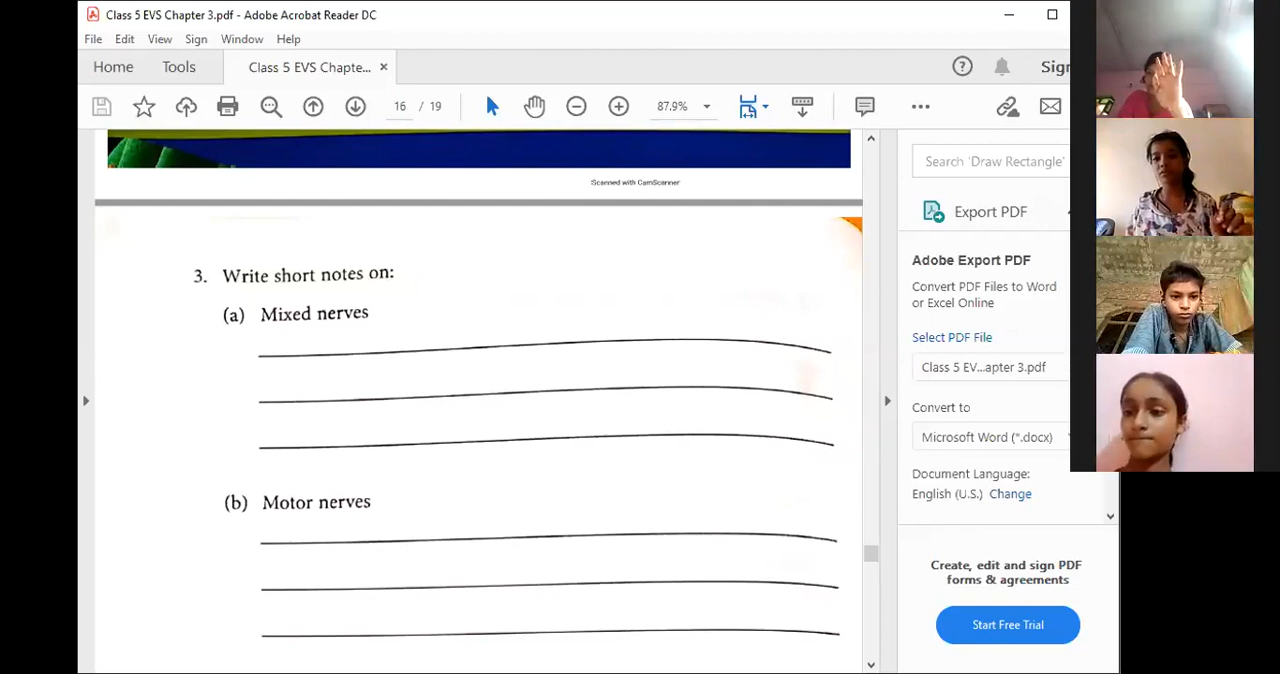 Class 5 EVS Chapter 3.pdf - Adobe Acrobat Reader DC
File Edit View Sign Window Help
Home Tools Class 5 EVS Chapte... ×
16 / 19 87.9%
Sign
Scanned with CamScanner
3. Write short notes on:
(a) Mixed nerves
(b) Motor nerves
Search 'Draw Rectangle'
Export PDF
Adobe Export PDF
Convert PDF Files to Word
or Excel Online
Select PDF File
Class 5 EV...apter 3.pdf
Convert to
Microsoft Word (*.docx)
Document Language:
English (U.S.) Change
Create, edit and sign PDF
forms & agreements
Start Free Trial